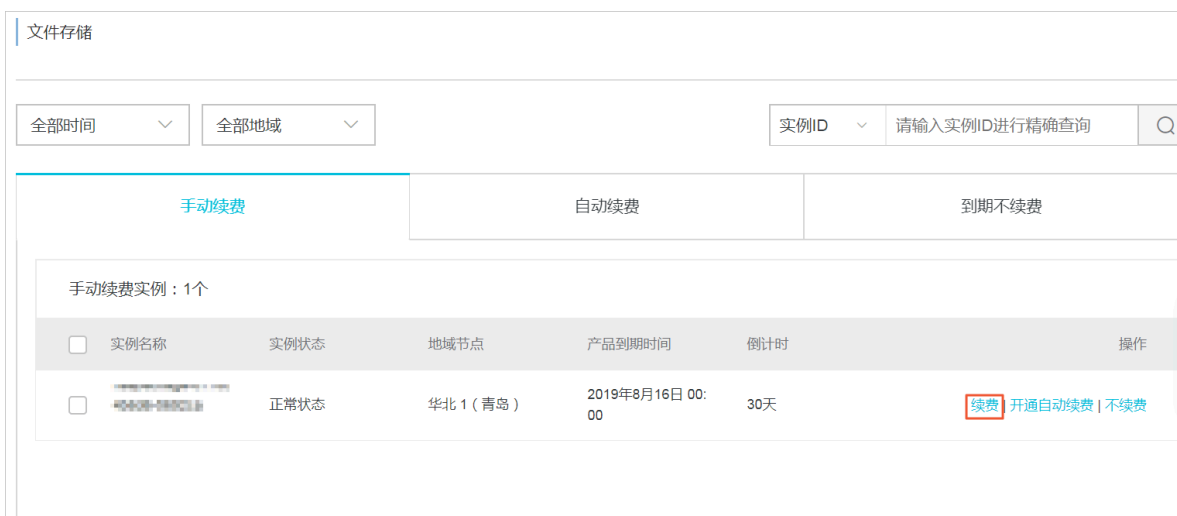 文件存储
全部时间 全部地域 实例ID 请输入实例ID进行精确查询
手动续费 自动续费 到期不续费
手动续费实例：1个
实例名称 实例状态 地域节点 产品到期时间 倒计时 操作
正常状态 华北 1（青岛） 2019年8月16日 00:
00 30天 续费 | 开通自动续费 | 不续费